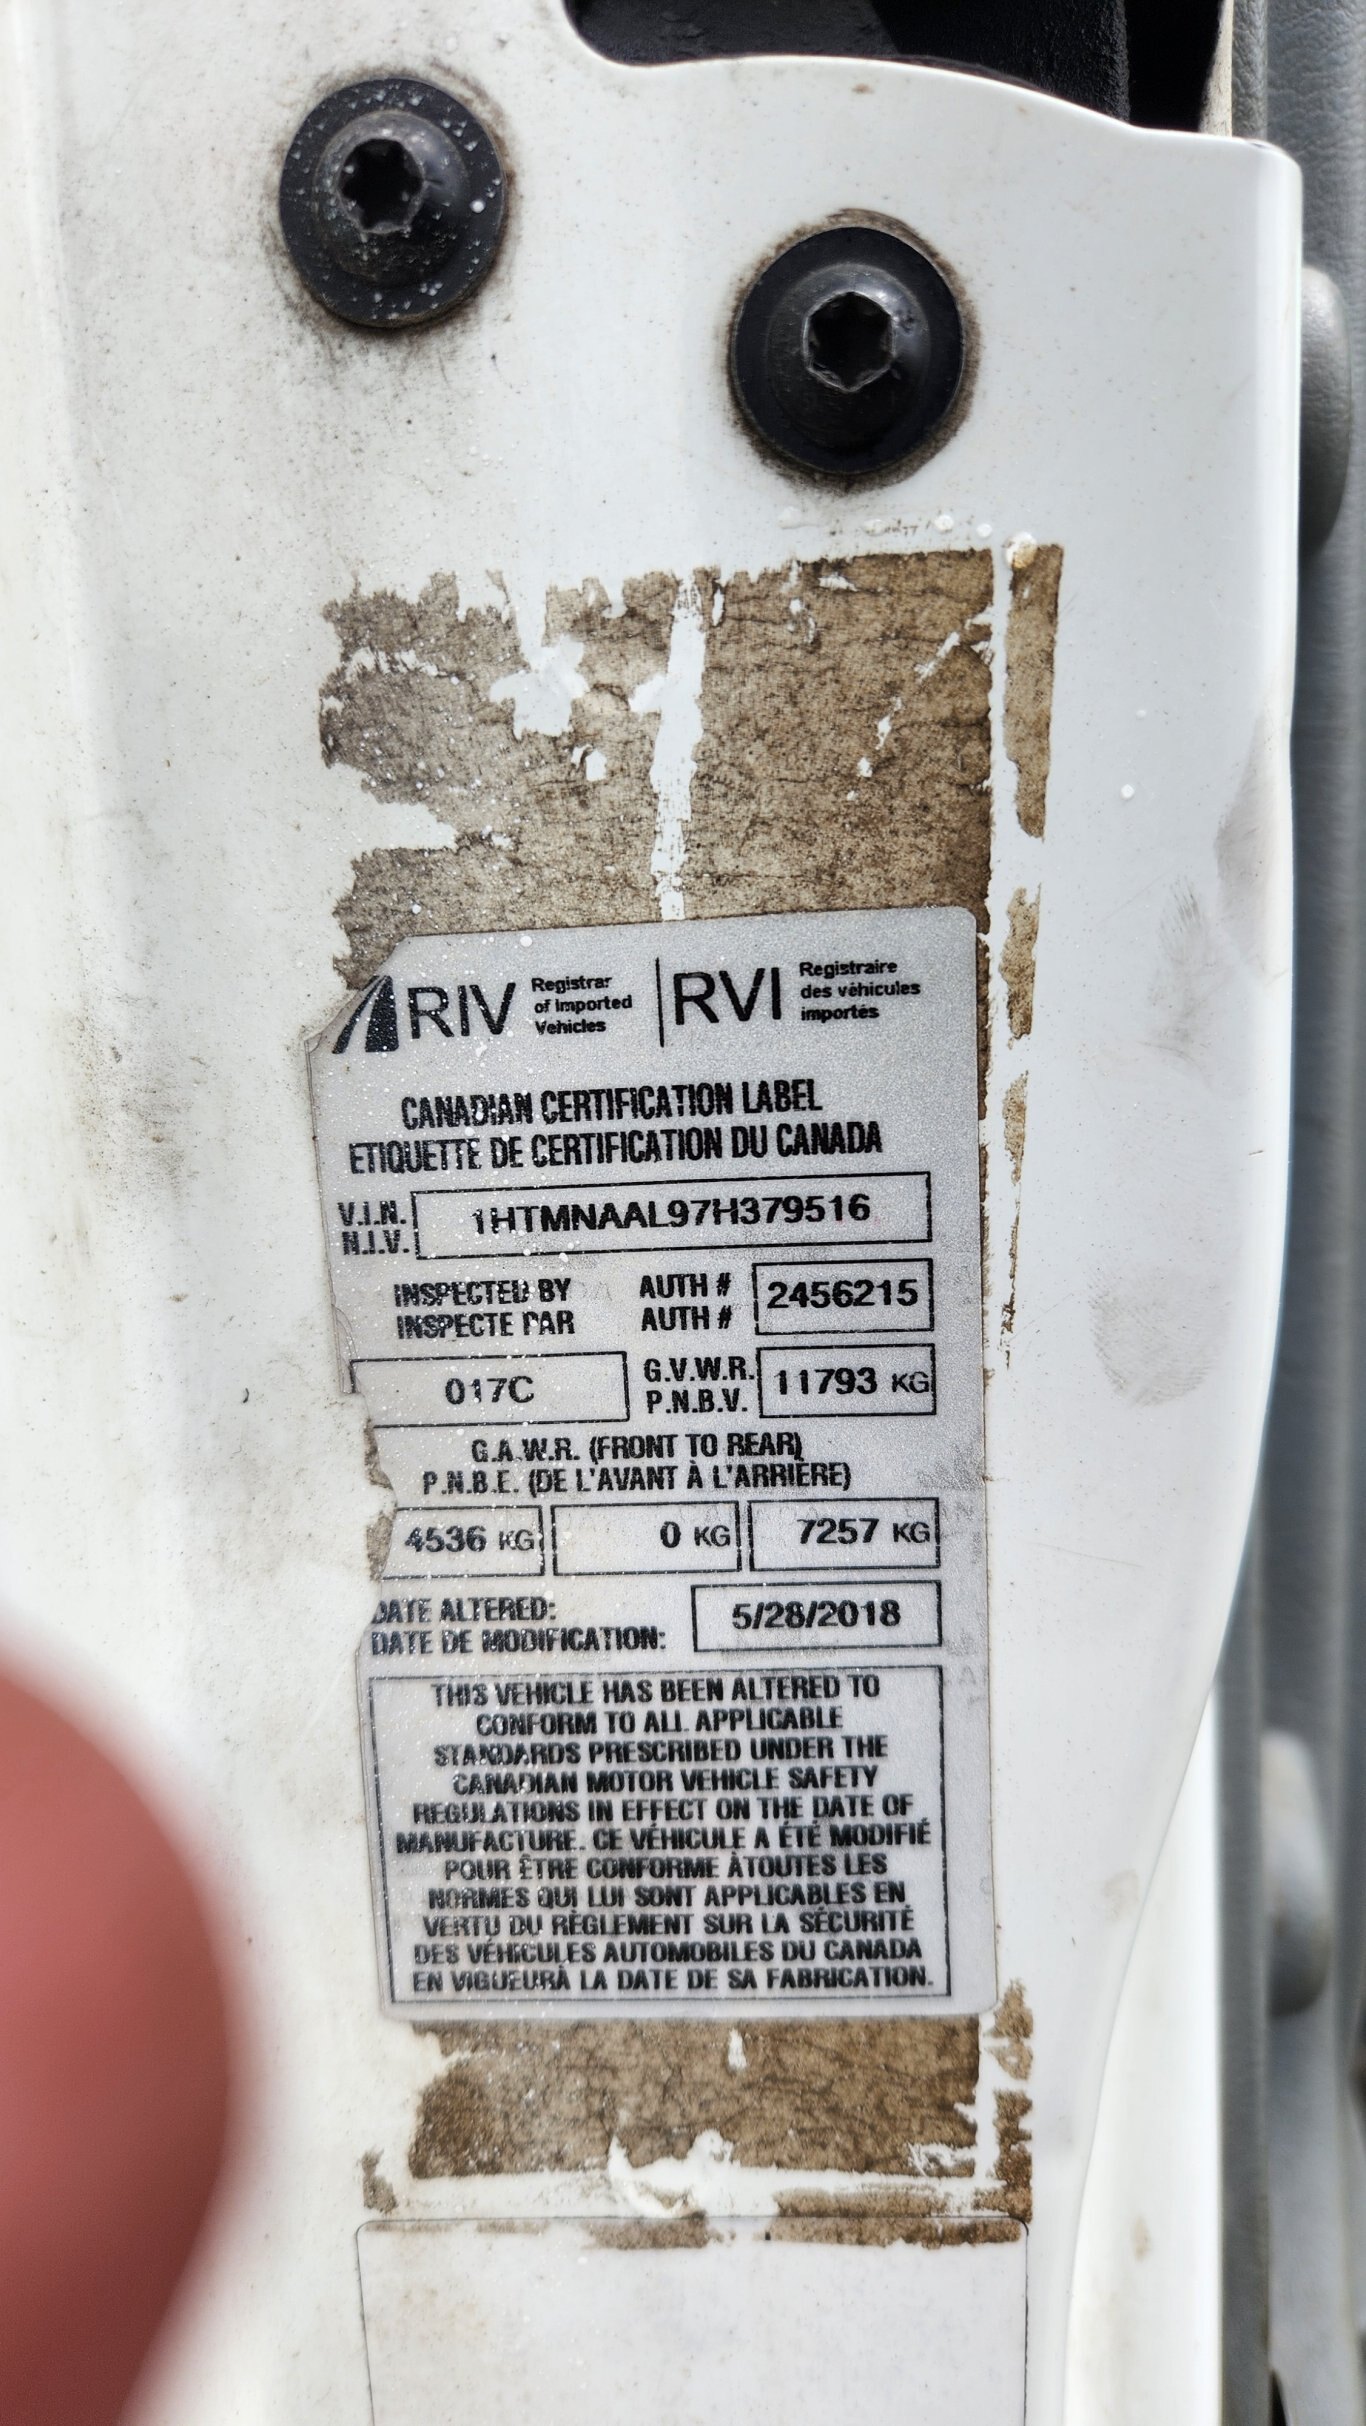 RIV Registrar of Imported Vehicles | RVI Registraire des véhicules importés
CANADIAN CERTIFICATION LABEL
ETIQUETTE DE CERTIFICATION DU CANADA
V.I.N. 1HTMNAAL97H379516
N.I.V.
INSPECTED BY AUTH # 2456215
INSPECTE PAR AUTH #
017C G.V.W.R. 11793 KG
P.N.B.V.
G.A.W.R. (FRONT TO REAR)
P.N.B.E. (DE L'AVANT À L'ARRIÈRE)
4536 KG 0 KG 7257 KG
DATE ALTERED: 5/28/2018
DATE DE MODIFICATION:
THIS VEHICLE HAS BEEN ALTERED TO
CONFORM TO ALL APPLICABLE
STANDARDS PRESCRIBED UNDER THE
CANADIAN MOTOR VEHICLE SAFETY
REGULATIONS IN EFFECT ON THE DATE OF
MANUFACTURE. CE VÉHICULE A ÉTÉ MODIFIÉ
POUR ÊTRE CONFORME ÀTOUTES LES
NORMES QUI LUI SONT APPLICABLES EN
VERTU DU RÈGLEMENT SUR LA SÉCURITÉ
DES VÉHICULES AUTOMOBILES DU CANADA
EN VIGUEURÀ LA DATE DE SA FABRICATION.